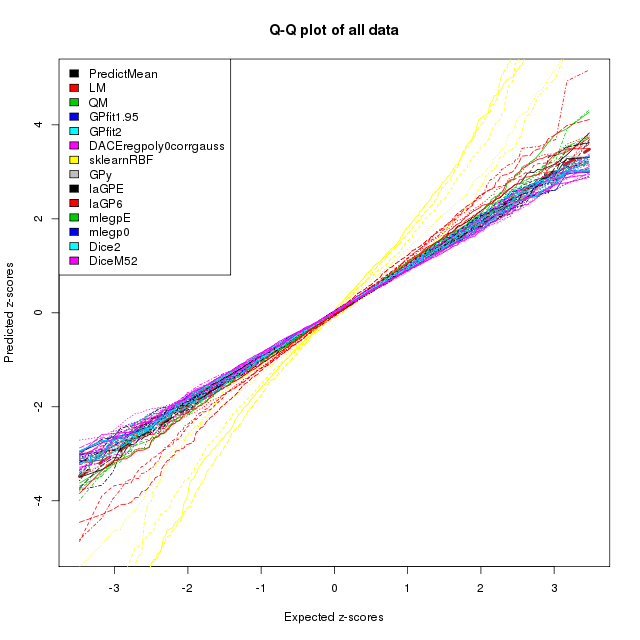 Q-Q plot of all data
PredictMean
LM
QM
GPfit1.95
GPfit2
DACEregpoly0corrgauss
sklearnRBF
GPy
laGPE
laGP6
mlegpE
mlegp0
Dice2
DiceM52
4
2
0
-2
-4
Predicted z-scores
-3 -2 -1 0 1 2 3
Expected z-scores